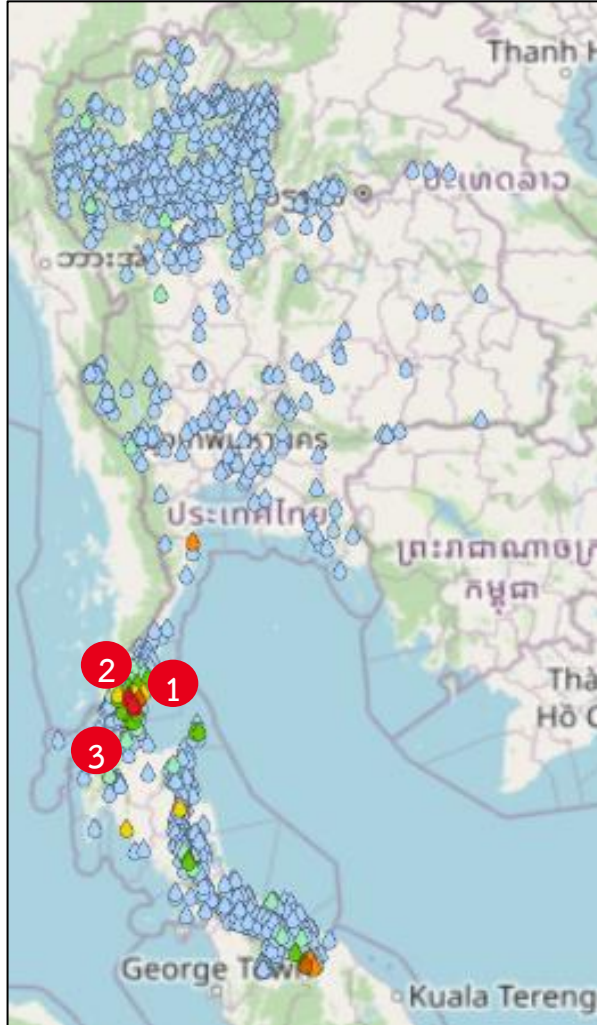 Thanh H
ປະເທດລາວ
ประเทศไทย
ព្រះរាជាណាចក្រ
កម្ពុជា
Thà
Hồ C
2
1
3
George T
Kuala Tereng